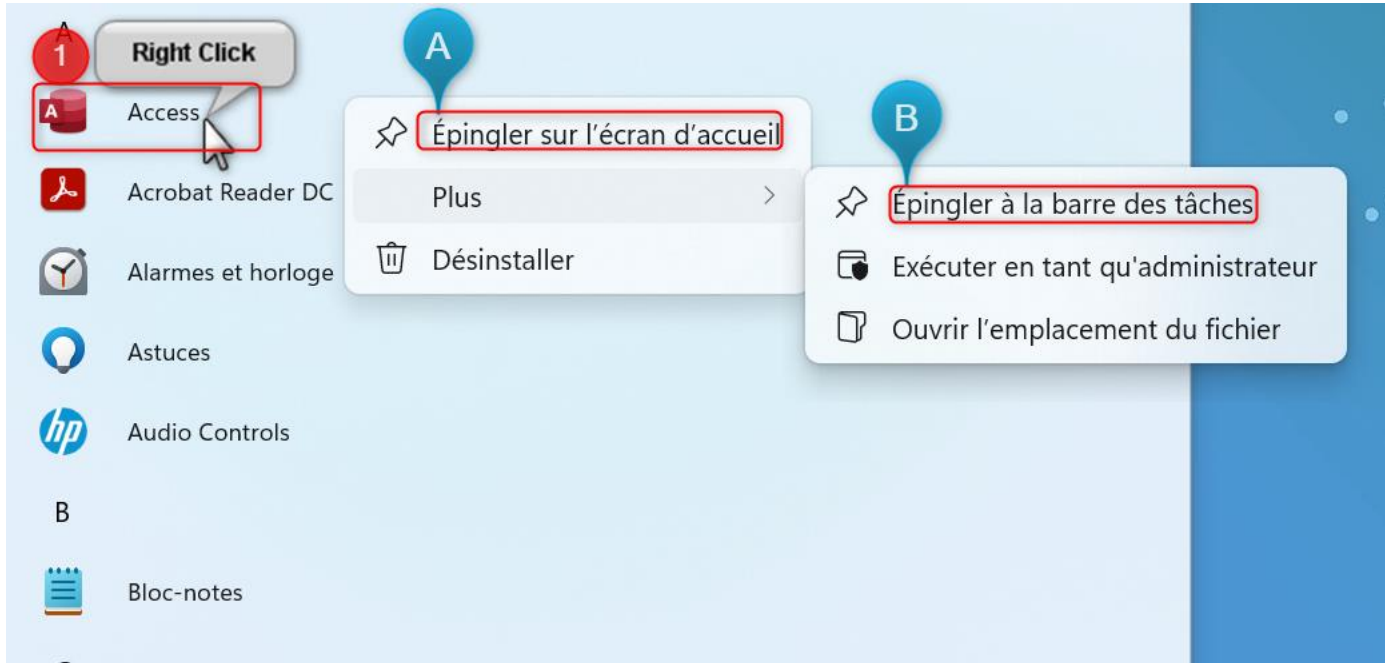 A
1
Right Click
A
Access
A
Épingler sur l'écran d'accueil
B
Acrobat Reader DC
Plus
Épingler à la barre des tâches
Alarmes et horloge
Désinstaller
Exécuter en tant qu'administrateur
Astuces
Ouvrir l'emplacement du fichier
hp
Audio Controls
B
Bloc-notes